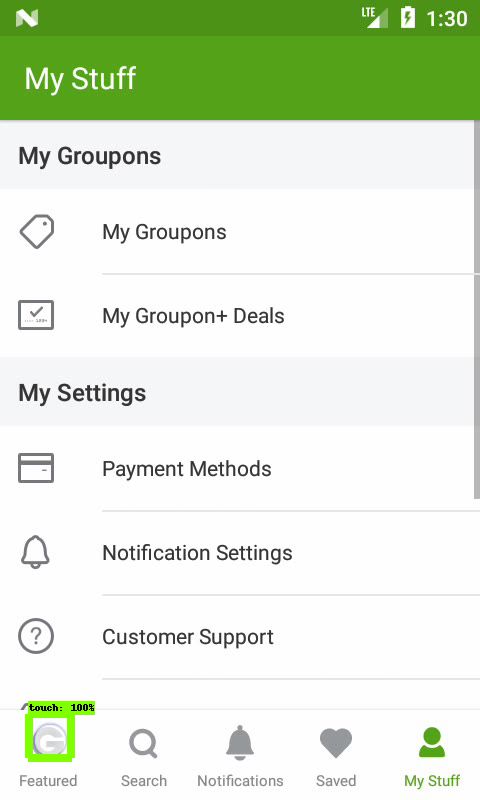 LTE 1:30
My Stuff
My Groupons
My Groupons
My Groupon+ Deals
My Settings
Payment Methods
Notification Settings
Customer Support
touch: 100%
G
Featured Search Notifications Saved My Stuff